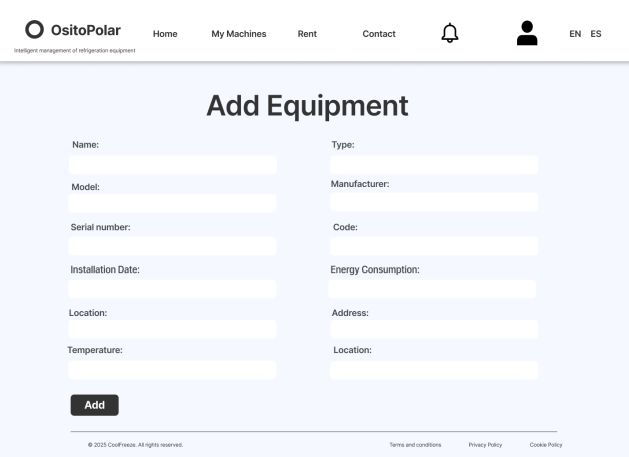 OsitoPolar
Intelligent management of refrigeration equipment
Home
My Machines
Rent
Contact
EN ES
Add Equipment
Name:
Type:
Model:
Manufacturer:
Serial number:
Code:
Installation Date:
Energy Consumption:
Location:
Address:
Temperature:
Location:
Add
© 2025 CoolFreeze. All rights reserved.
Terms and conditions
Privacy Policy
Cookie Policy